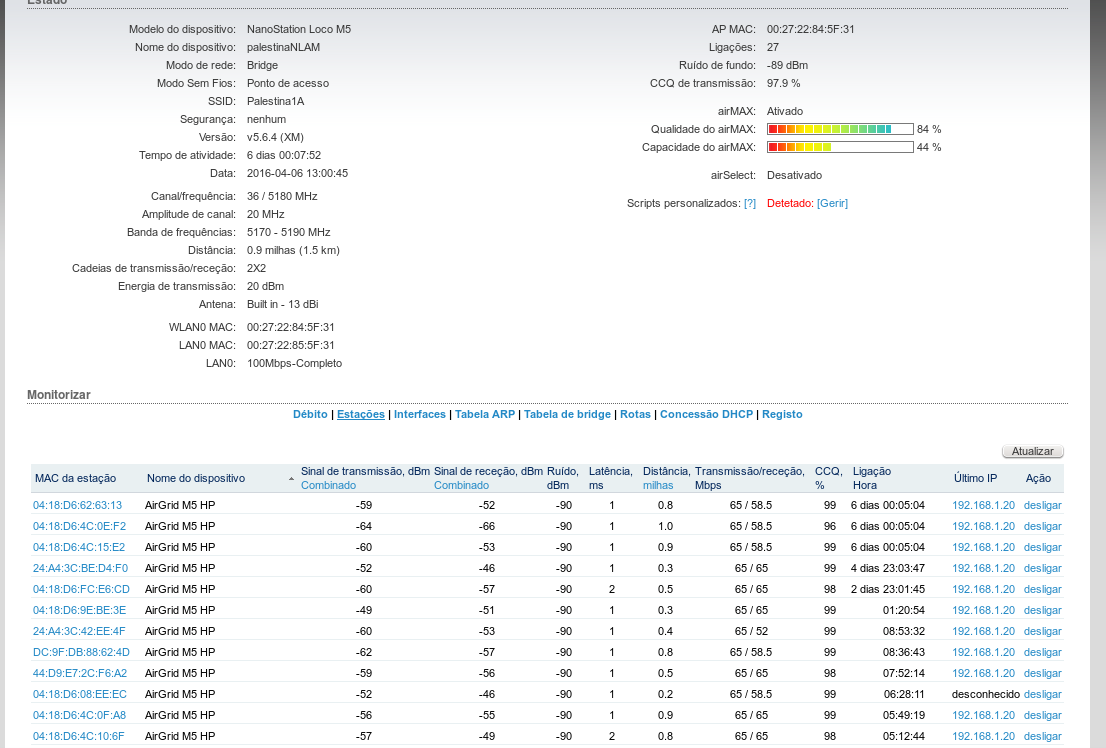 Estado
Modelo do dispositivo: NanoStation Loco M5
Nome do dispositivo: palestinaNLAM
Modo de rede: Bridge
Modo Sem Fios: Ponto de acesso
SSID: Palestina1A
Segurança: nenhum
Versão: v5.6.4 (XM)
Tempo de atividade: 6 dias 00:07:52
Data: 2016-04-06 13:00:45
Canal/frequência: 36 / 5180 MHz
Amplitude de canal: 20 MHz
Banda de frequências: 5170 - 5190 MHz
Distância: 0.9 milhas (1.5 km)
Cadeias de transmissão/receção: 2X2
Energia de transmissão: 20 dBm
Antena: Built in - 13 dBi
WLAN0 MAC: 00:27:22:84:5F:31
LAN0 MAC: 00:27:22:85:5F:31
LAN0: 100Mbps-Completo
AP MAC: 00:27:22:84:5F:31
Ligações: 27
Ruído de fundo: -89 dBm
CCQ de transmissão: 97.9 %
airMAX: Ativado
Qualidade do airMAX: 84 %
Capacidade do airMAX: 44 %
airSelect: Desativado
Scripts personalizados: [?] Detetado: [Gerir]
Monitorizar
Débito | Estações | Interfaces | Tabela ARP | Tabela de bridge | Rotas | Concessão DHCP | Registo
Atualizar
MAC da estação Nome do dispositivo Sinal de transmissão, dBm Combinado Sinal de receção, dBm Combinado Ruído, dBm Latência, ms Distância, milhas Transmissão/receção, Mbps CCQ, % Ligação Hora Último IP Ação
04:18:D6:62:63:13 AirGrid M5 HP -59 -52 -90 1 0.8 65 / 58.5 99 6 dias 00:05:04 192.168.1.20 desligar
04:18:D6:4C:0E:F2 AirGrid M5 HP -64 -66 -90 1 1.0 65 / 58.5 96 6 dias 00:05:04 192.168.1.20 desligar
04:18:D6:4C:15:E2 AirGrid M5 HP -60 -53 -90 1 0.9 65 / 58.5 99 6 dias 00:05:04 192.168.1.20 desligar
24:A4:3C:BE:D4:F0 AirGrid M5 HP -52 -46 -90 1 0.3 65 / 65 99 4 dias 23:03:47 192.168.1.20 desligar
04:18:D6:FC:E6:CD AirGrid M5 HP -60 -57 -90 2 0.5 65 / 65 98 2 dias 23:01:45 192.168.1.20 desligar
04:18:D6:9E:BE:3E AirGrid M5 HP -49 -51 -90 1 0.3 65 / 65 99 01:20:54 192.168.1.20 desligar
24:A4:3C:42:EE:4F AirGrid M5 HP -60 -53 -90 1 0.4 65 / 52 99 08:53:32 192.168.1.20 desligar
DC:9F:DB:88:62:4D AirGrid M5 HP -62 -57 -90 1 0.8 65 / 58.5 99 08:36:43 192.168.1.20 desligar
44:D9:E7:2C:F6:A2 AirGrid M5 HP -59 -56 -90 1 0.5 65 / 65 98 07:52:14 192.168.1.20 desligar
04:18:D6:08:EE:EC AirGrid M5 HP -52 -46 -90 1 0.2 65 / 58.5 99 06:28:11 desconhecido desligar
04:18:D6:4C:0F:A8 AirGrid M5 HP -56 -55 -90 1 0.9 65 / 65 99 05:49:19 192.168.1.20 desligar
04:18:D6:4C:10:6F AirGrid M5 HP -57 -49 -90 2 0.8 65 / 65 98 05:12:44 192.168.1.20 desligar